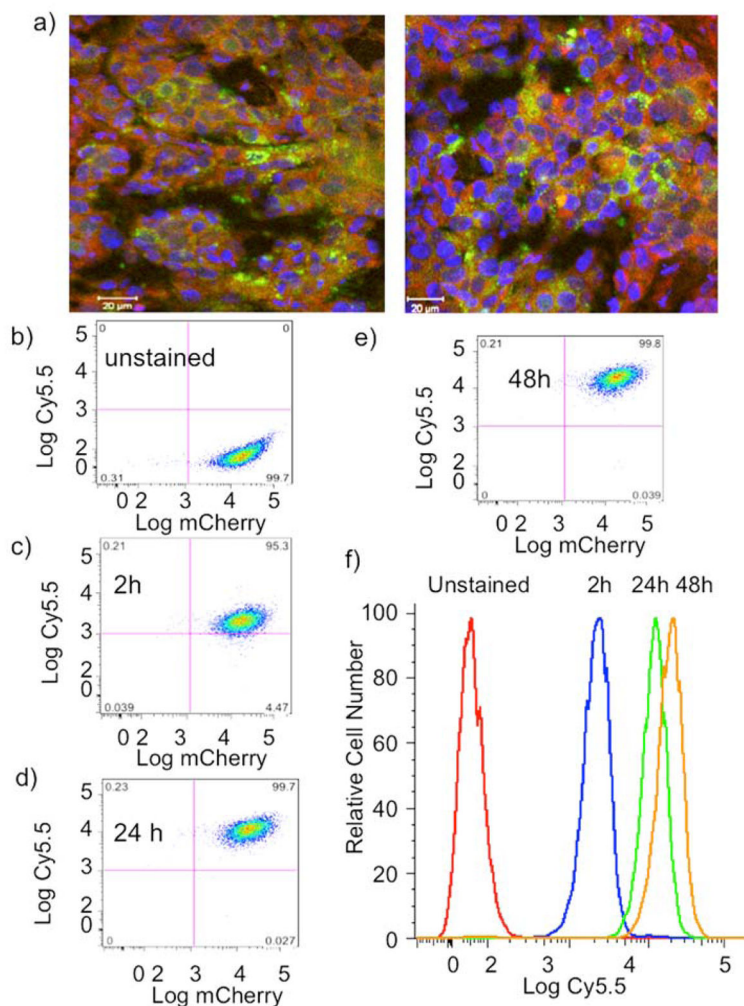 a)
20 µm
20 µm
b)
unstained
0
0
0.31
99.7
Log Cy5.5
5
4
3
2
0
0 2 3 4 5
Log mCherry
c)
2h
0.21
95.3
0.039
4.47
Log Cy5.5
5
4
3
2
0
0 2 3 4 5
Log mCherry
d)
24 h
0.23
99.7
0
0.027
Log Cy5.5
5
4
3
2
0
0 2 3 4 5
Log mCherry
e)
48h
0.21
99.8
0
0.039
Log Cy5.5
5
4
3
2
0
0 2 3 4 5
Log mCherry
f)
Unstained 2h 24h 48h
Relative Cell Number
100
80
60
40
20
0
0 2 3 4 5
Log Cy5.5